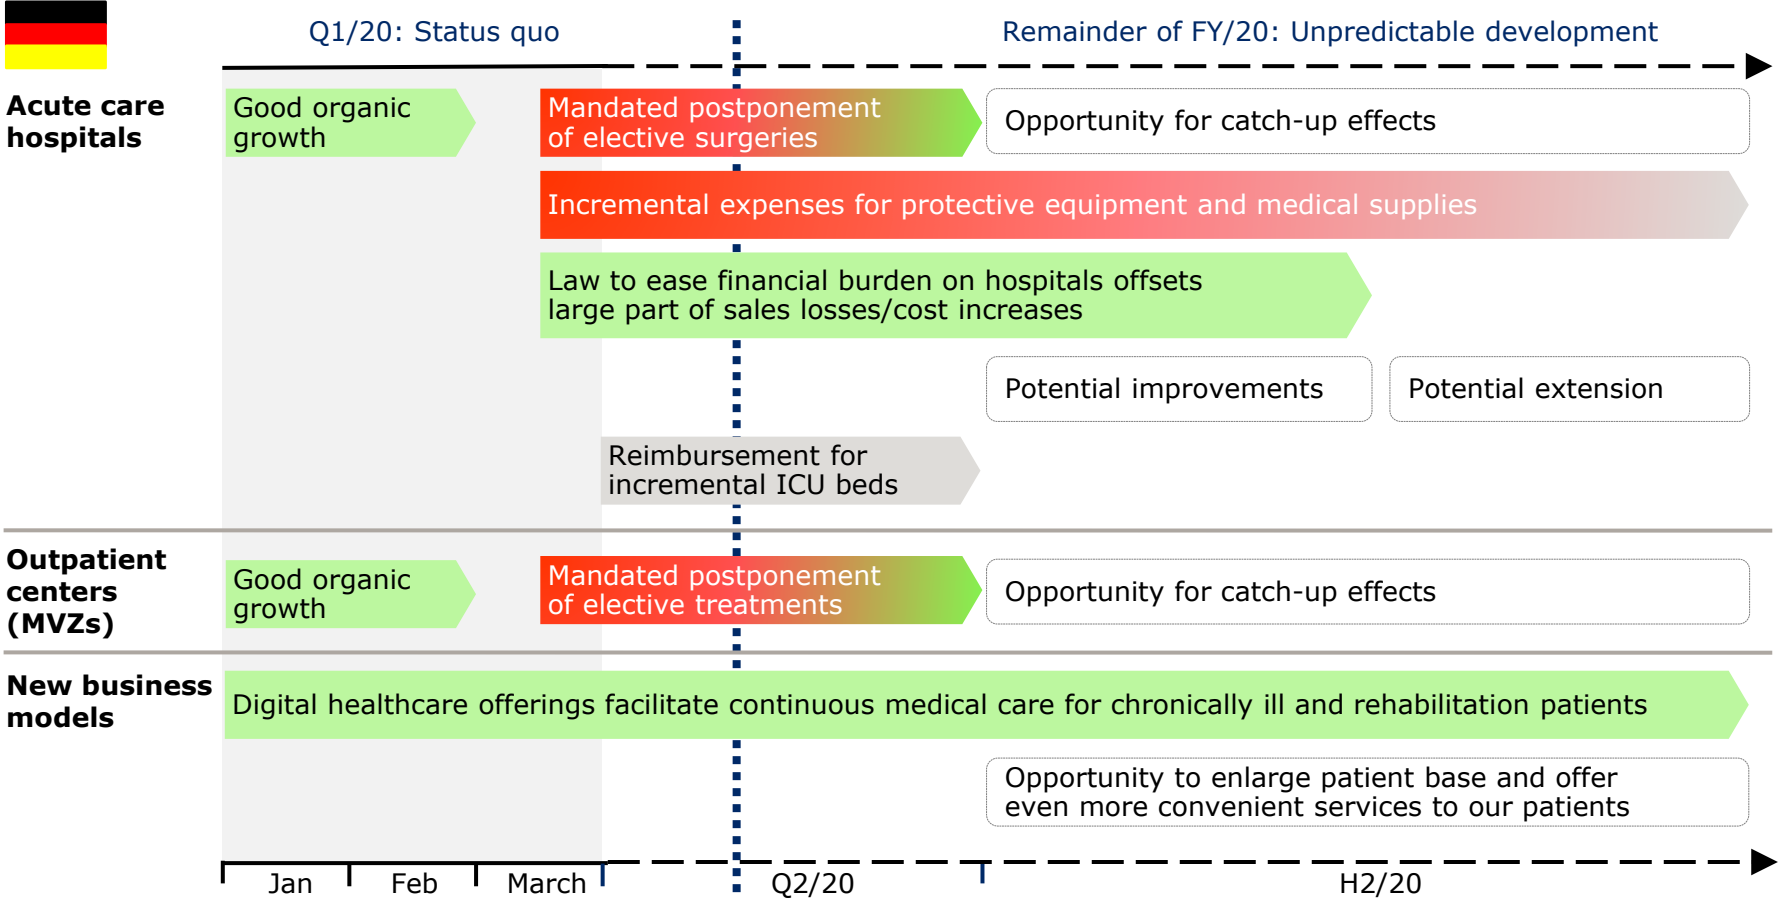 Q1/20: Status quo
Remainder of FY/20: Unpredictable development
Acute care
hospitals
Good organic
growth
Mandated postponement
of elective surgeries
Opportunity for catch-up effects
Incremental expenses for protective equipment and medical supplies
Law to ease financial burden on hospitals offsets
large part of sales losses/cost increases
Potential improvements
Potential extension
Reimbursement for
incremental ICU beds
Outpatient
centers
(MVZs)
Good organic
growth
Mandated postponement
of elective treatments
Opportunity for catch-up effects
New business
models
Digital healthcare offerings facilitate continuous medical care for chronically ill and rehabilitation patients
Opportunity to enlarge patient base and offer
even more convenient services to our patients
Jan
Feb
March
Q2/20
H2/20